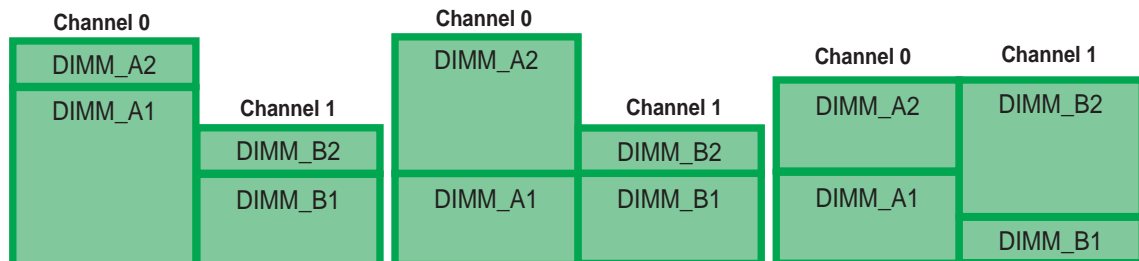 Channel 0
DIMM_A2
DIMM_A1
Channel 1
DIMM_B2
DIMM_B1
Channel 0
DIMM_A2
DIMM_A1
Channel 1
DIMM_B2
DIMM_B1
Channel 0
DIMM_A2
DIMM_A1
Channel 1
DIMM_B2
DIMM_B1